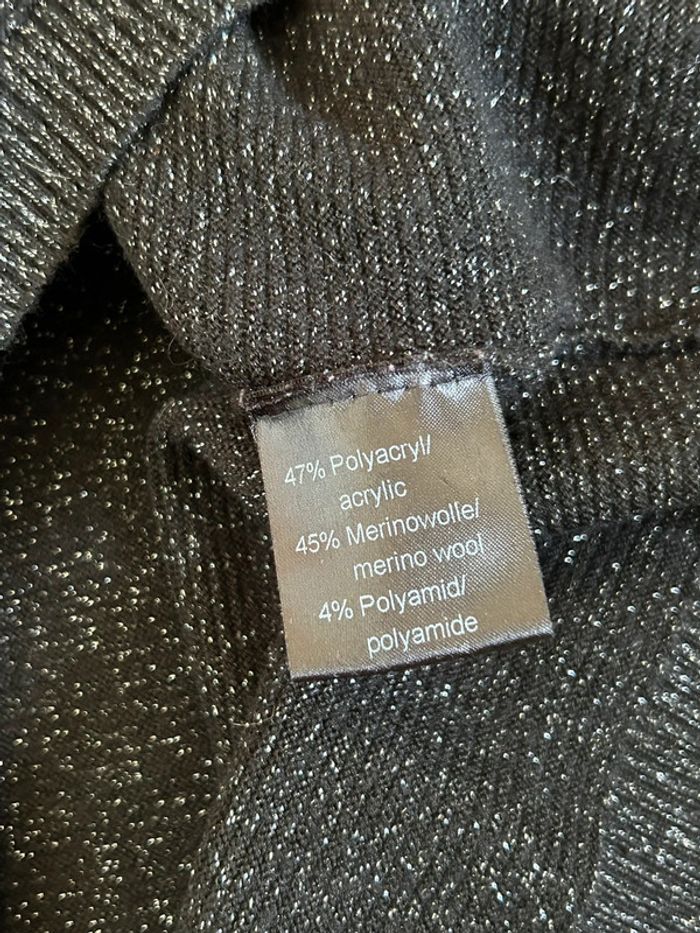 47% Polyacryl/
acrylic
45% Merinowolle/
merino wool
4% Polyamid/
polyamide